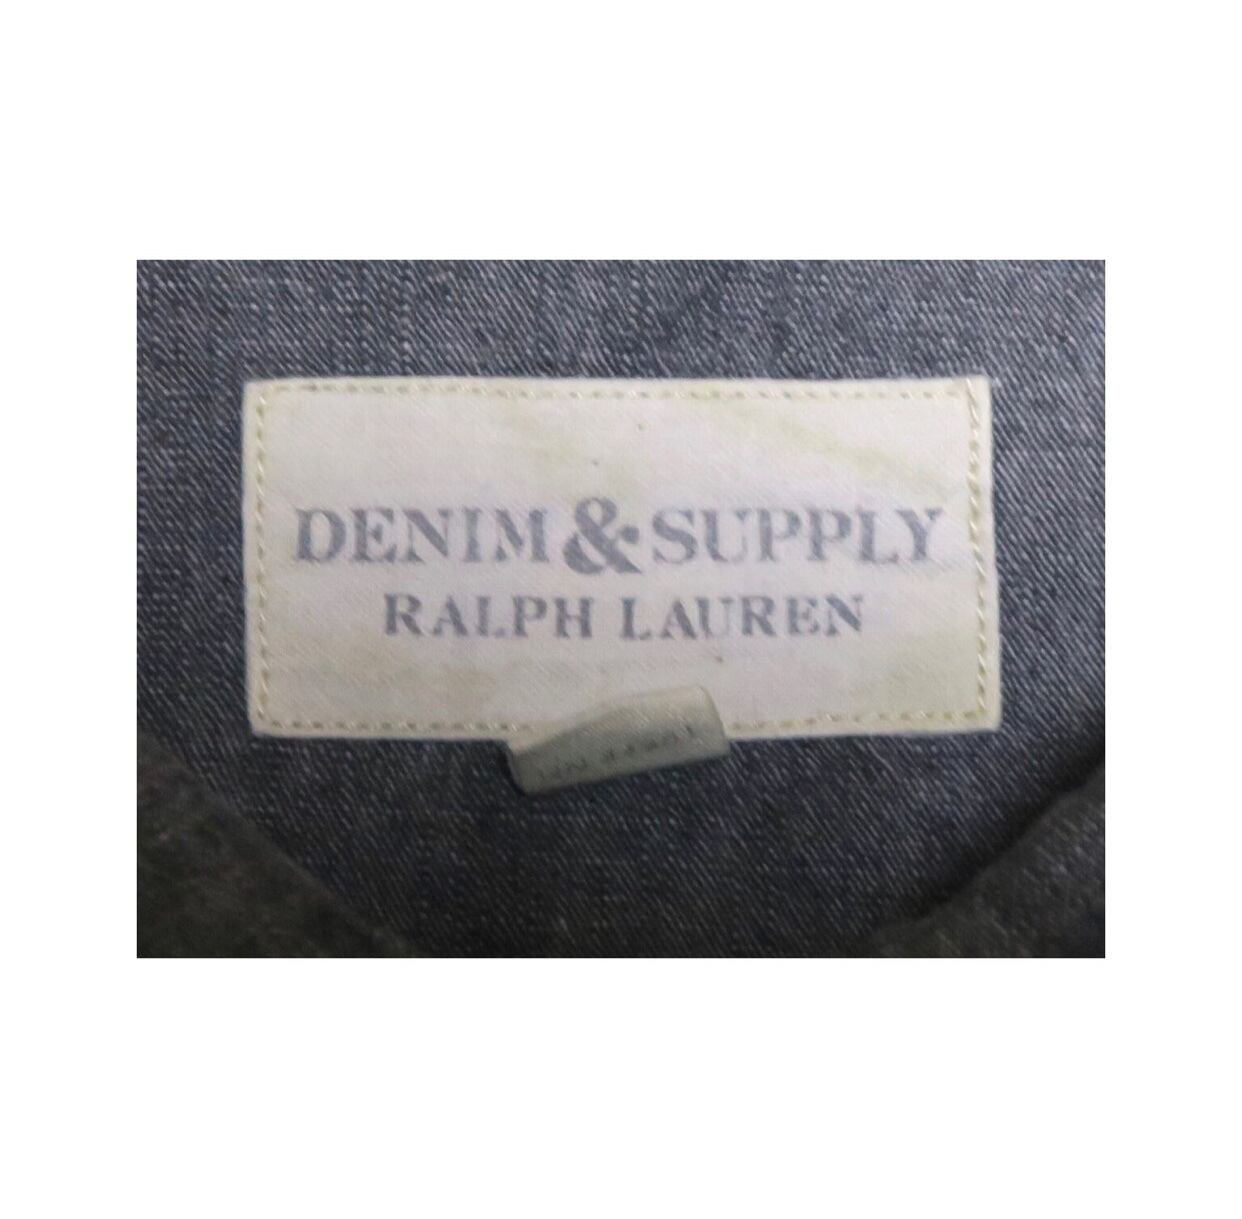 DENIM & SUPPLY
RALPH LAUREN